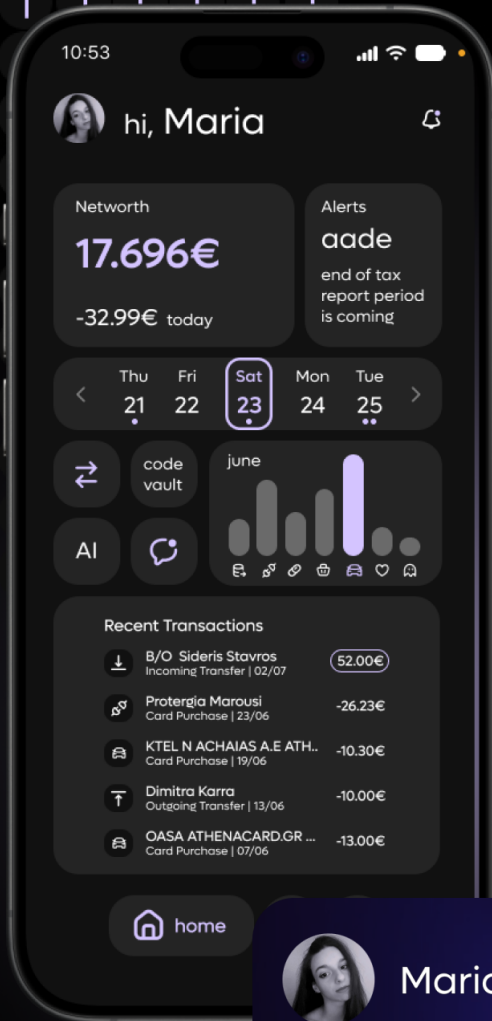 10:53
hi, Maria
Networth
17.696€
-32.99€ today
Alerts
aade
end of tax
report period
is coming
Thu Fri Sat Mon Tue
21 22 23 24 25
code
vault
AI
june
Recent Transactions
B/O Sideris Stavros
Incoming Transfer | 02/07
52.00€
Protergia Marousi
Card Purchase | 23/06
-26.23€
KTEL N ACHAIAS A.E ATH..
Card Purchase | 19/06
-10.30€
Dimitra Karra
Outgoing Transfer | 13/06
-10.00€
OASA ATHENACARD.GR ...
Card Purchase | 07/06
-13.00€
home
Maria